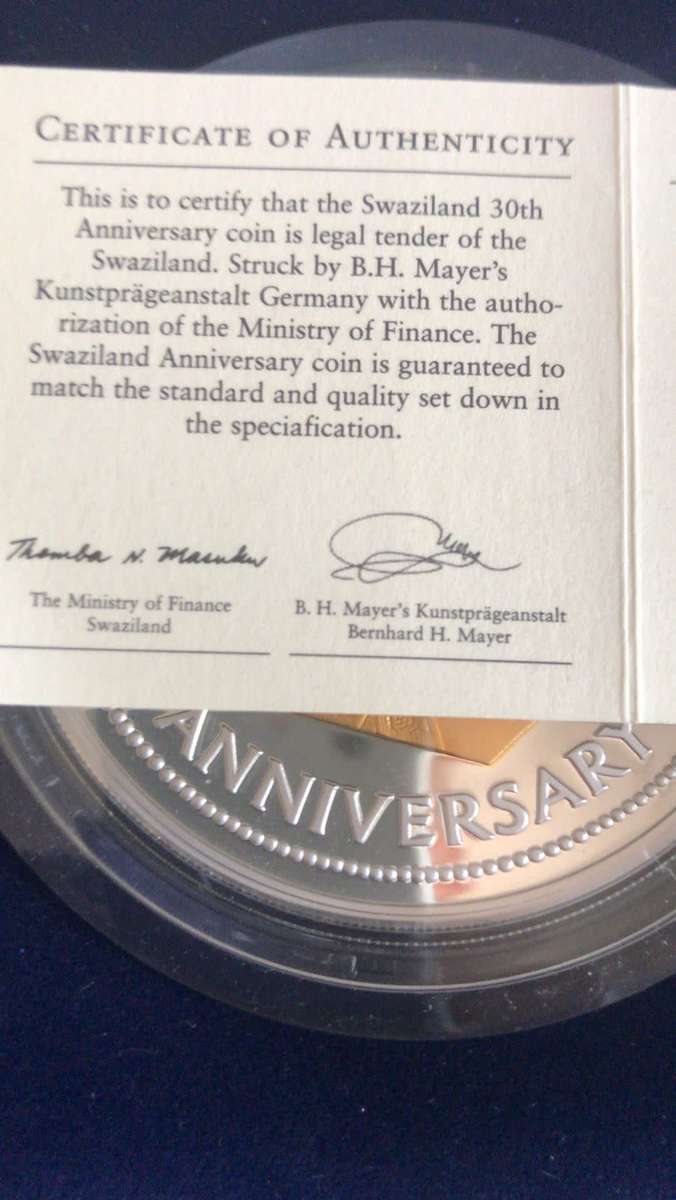 CERTIFICATE OF AUTHENTICITY
This is to certify that the Swaziland 30th
Anniversary coin is legal tender of the
Swaziland. Struck by B.H. Mayer's
Kunstprägeanstalt Germany with the autho-
rization of the Ministry of Finance. The
Swaziland Anniversary coin is guaranteed to
match the standard and quality set down in
the speciafication.
Themba N. Masuku
Mayer
The Ministry of Finance
Swaziland
B. H. Mayer's Kunstprägeanstalt
Bernhard H. Mayer
ANNIVERSARY